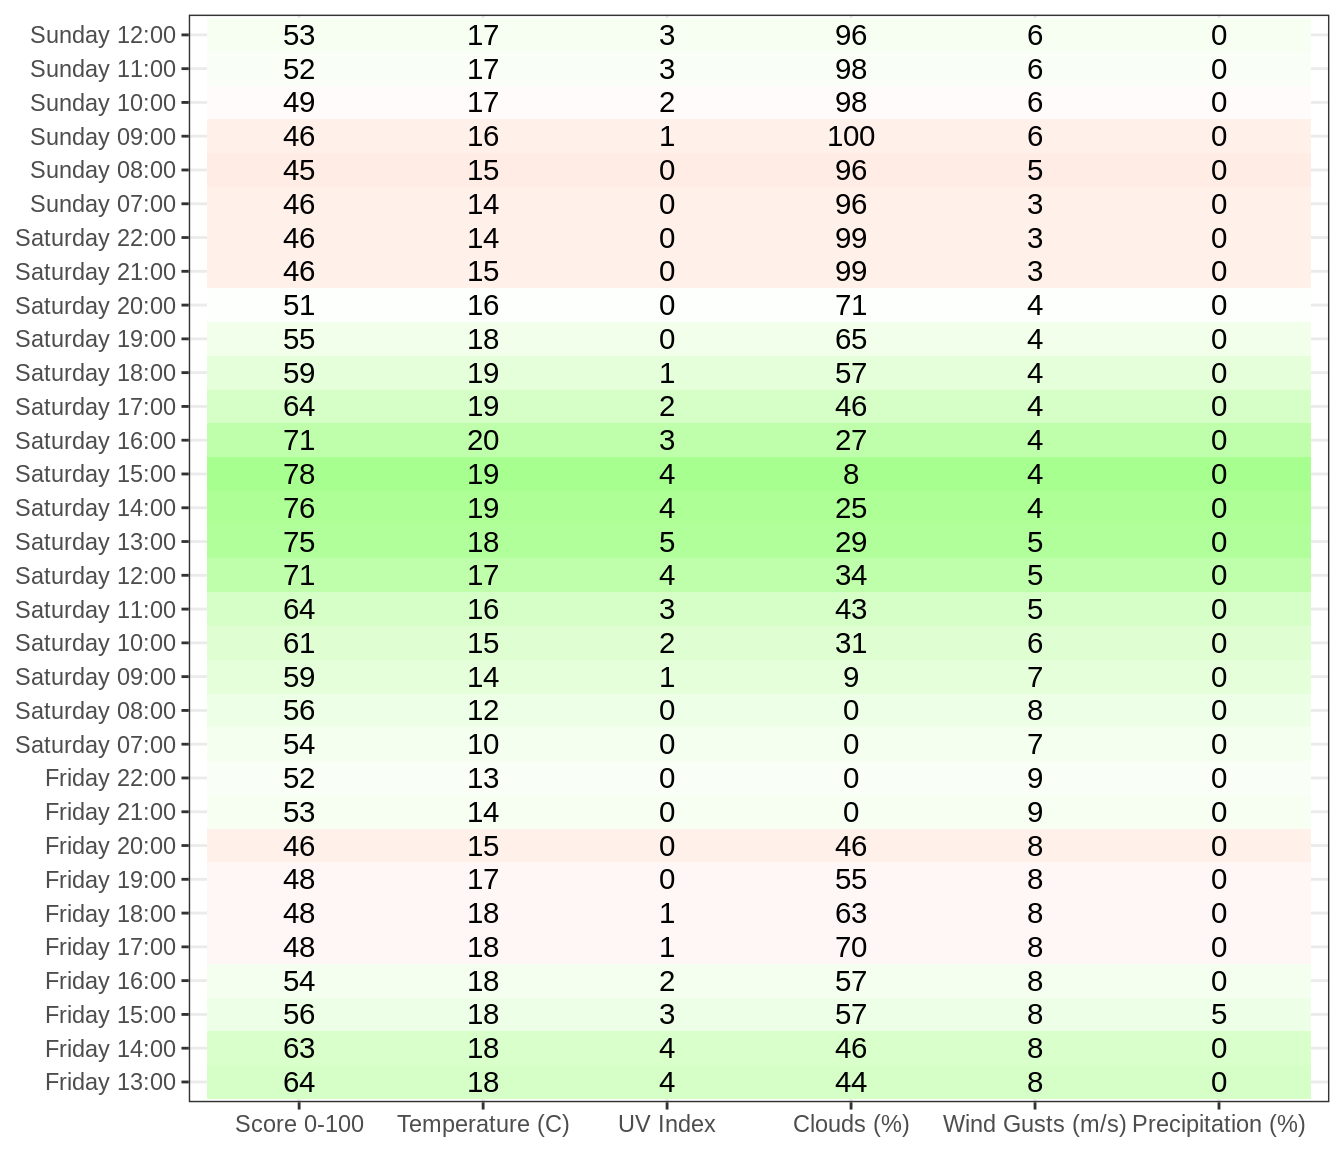 Sunday 12:00 53 17 3 96 6 0
Sunday 11:00 52 17 3 98 6 0
Sunday 10:00 49 17 2 98 6 0
Sunday 09:00 46 16 1 100 6 0
Sunday 08:00 45 15 0 96 5 0
Sunday 07:00 46 14 0 96 3 0
Saturday 22:00 46 14 0 99 3 0
Saturday 21:00 46 15 0 99 3 0
Saturday 20:00 51 16 0 71 4 0
Saturday 19:00 55 18 0 65 4 0
Saturday 18:00 59 19 1 57 4 0
Saturday 17:00 64 19 2 46 4 0
Saturday 16:00 71 20 3 27 4 0
Saturday 15:00 78 19 4 8 4 0
Saturday 14:00 76 19 4 25 4 0
Saturday 13:00 75 18 5 29 5 0
Saturday 12:00 71 17 4 34 5 0
Saturday 11:00 64 16 3 43 5 0
Saturday 10:00 61 15 2 31 6 0
Saturday 09:00 59 14 1 9 7 0
Saturday 08:00 56 12 0 0 8 0
Saturday 07:00 54 10 0 0 7 0
Friday 22:00 52 13 0 0 9 0
Friday 21:00 53 14 0 0 9 0
Friday 20:00 46 15 0 46 8 0
Friday 19:00 48 17 0 55 8 0
Friday 18:00 48 18 1 63 8 0
Friday 17:00 48 18 1 70 8 0
Friday 16:00 54 18 2 57 8 0
Friday 15:00 56 18 3 57 8 5
Friday 14:00 63 18 4 46 8 0
Friday 13:00 64 18 4 44 8 0
Score 0-100 Temperature (C) UV Index Clouds (%) Wind Gusts (m/s) Precipitation (%)